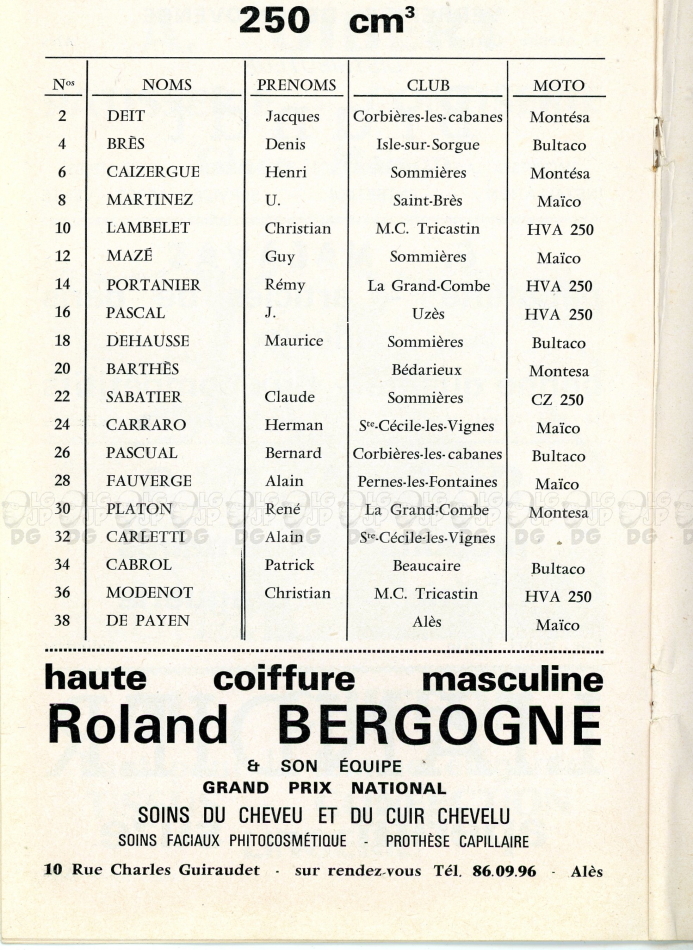 250 cm³
Nos NOMS PRENOMS CLUB MOTO
2 DEIT Jacques Corbières-les-cabanes Montésa
4 BRÈS Denis Isle-sur-Sorgue Bultaco
6 CAIZERGUE Henri Sommières Montésa
8 MARTINEZ U. Saint-Brès Maïco
10 LAMBELET Christian M.C. Tricastin HVA 250
12 MAZÉ Guy Sommières Maïco
14 PORTANIER Rémy La Grand-Combe HVA 250
16 PASCAL J. Uzès HVA 250
18 DEHAUSSE Maurice Sommières Bultaco
20 BARTHÈS Bédarieux Montesa
22 SABATIER Claude Sommières CZ 250
24 CARRARO Herman Ste-Cécile-les-Vignes Maïco
26 PASCUAL Bernard Corbières-les-cabanes Bultaco
28 FAUVERGE Alain Pernes-les-Fontaines Maïco
30 PLATON René La Grand-Combe Montesa
32 CARLETTI Alain Ste-Cécile-les-Vignes
34 CABROL Patrick Beaucaire Bultaco
36 MODENOT Christian M.C. Tricastin HVA 250
38 DE PAYEN Alès Maïco
haute coiffure masculine
Roland BERGOGNE
& SON ÉQUIPE
GRAND PRIX NATIONAL
SOINS DU CHEVEU ET DU CUIR CHEVELU
SOINS FACIAUX PHITOCOSMÉTIQUE - PROTHÈSE CAPILLAIRE
10 Rue Charles Guiraudet - sur rendez-vous Tél. 86.09.96 - Alès